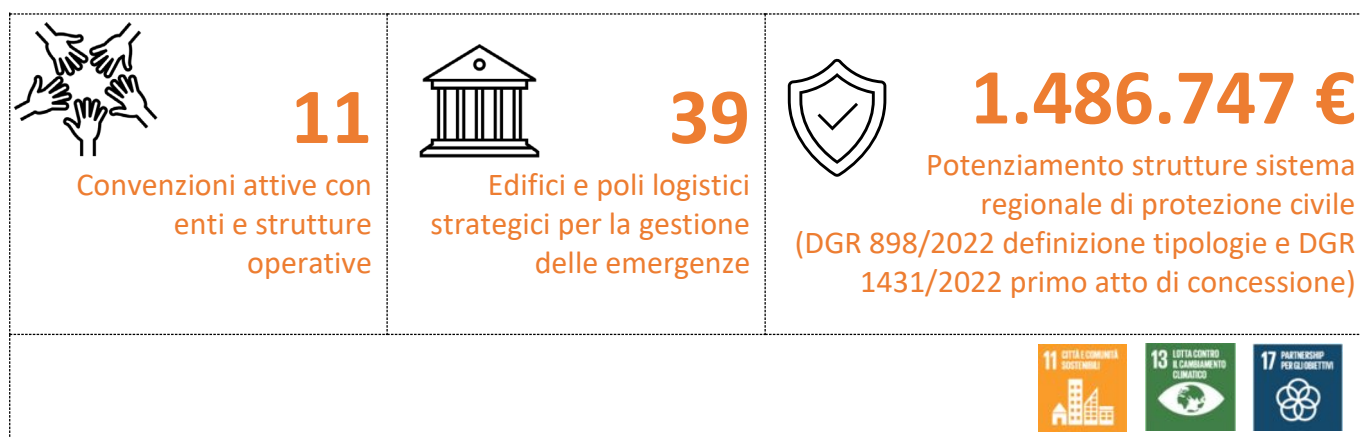 11
Convenzioni attive con
enti e strutture
operative
39
Edifici e poli logistici
strategici per la gestione
delle emergenze
1.486.747 €
Potenziamento strutture sistema
regionale di protezione civile
(DGR 898/2022 definizione tipologie e DGR
1431/2022 primo atto di concessione)
11 CITTÀ E COMUNITÀ
SOSTENIBILI
13 LOTTA CONTRO
IL CAMBIAMENTO
CLIMATICO
17 PARTNERSHIP
PER GLI OBIETTIVI